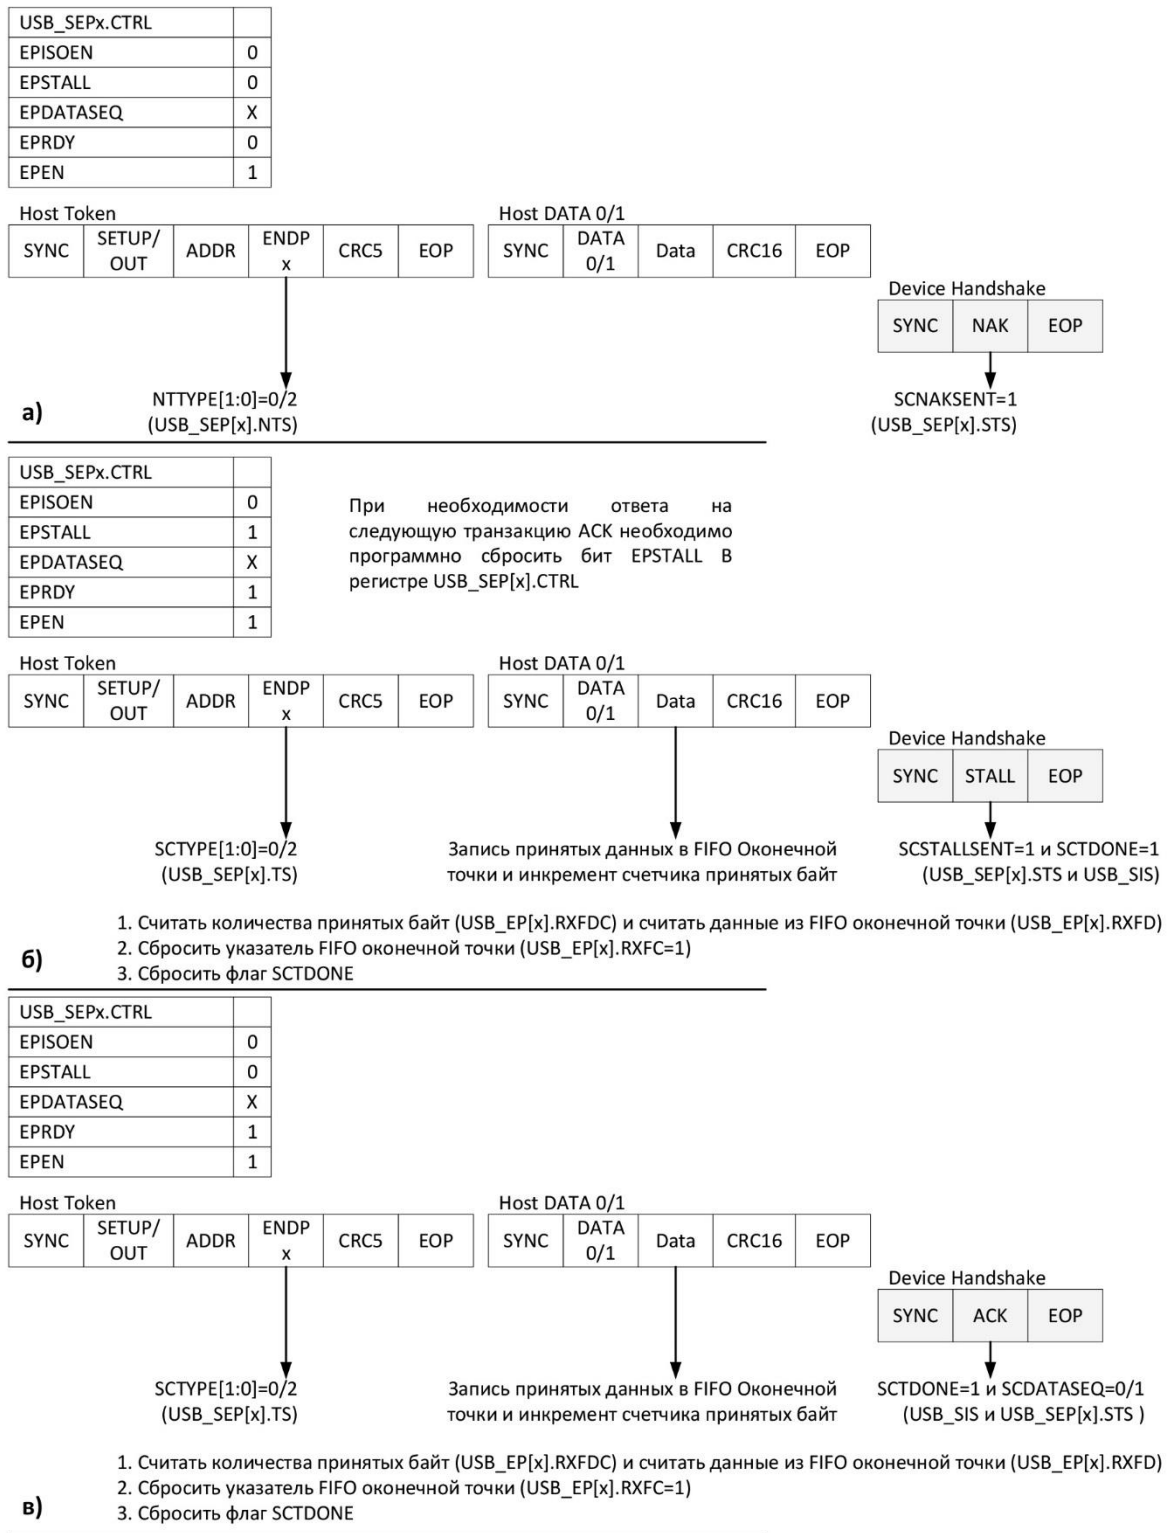 USB_SEPx.CTRL
EPISOEN 0
EPSTALL 0
EPDATASEQ X
EPRDY 0
EPEN 1
Host Token
SYNC SETUP/OUT ADDR ENDP x CRC5 EOP
Host DATA 0/1
SYNC DATA 0/1 Data CRC16 EOP
Device Handshake
SYNC NAK EOP
NTTYPE[1:0]=0/2
(USB_SEP[x].NTS)
SCNAKSENT=1
(USB_SEP[x].STS)
а)
USB_SEPx.CTRL
EPISOEN 0
EPSTALL 1
EPDATASEQ X
EPRDY 1
EPEN 1
При необходимости ответа на
следующую транзакцию ACK необходимо
программно сбросить бит EPSTALL В
регистре USB_SEP[x].CTRL
Host Token
SYNC SETUP/OUT ADDR ENDP x CRC5 EOP
Host DATA 0/1
SYNC DATA 0/1 Data CRC16 EOP
Device Handshake
SYNC STALL EOP
SCTYPE[1:0]=0/2
(USB_SEP[x].TS)
Запись принятых данных в FIFO Оконечной
точки и инкремент счетчика принятых байт
SCSTALLSENT=1 и SCTDONE=1
(USB_SEP[x].STS и USB_SIS)
1. Считать количества принятых байт (USB_EP[x].RXFDC) и считать данные из FIFO оконечной точки (USB_EP[x].RXFD)
2. Сбросить указатель FIFO оконечной точки (USB_EP[x].RXFC=1)
3. Сбросить флаг SCTDONE
б)
USB_SEPx.CTRL
EPISOEN 0
EPSTALL 0
EPDATASEQ X
EPRDY 1
EPEN 1
Host Token
SYNC SETUP/OUT ADDR ENDP x CRC5 EOP
Host DATA 0/1
SYNC DATA 0/1 Data CRC16 EOP
Device Handshake
SYNC ACK EOP
SCTYPE[1:0]=0/2
(USB_SEP[x].TS)
Запись принятых данных в FIFO Оконечной
точки и инкремент счетчика принятых байт
SCTDONE=1 и SCDATASEQ=0/1
(USB_SIS и USB_SEP[x].STS )
1. Считать количества принятых байт (USB_EP[x].RXFDC) и считать данные из FIFO оконечной точки (USB_EP[x].RXFD)
2. Сбросить указатель FIFO оконечной точки (USB_EP[x].RXFC=1)
3. Сбросить флаг SCTDONE
в)